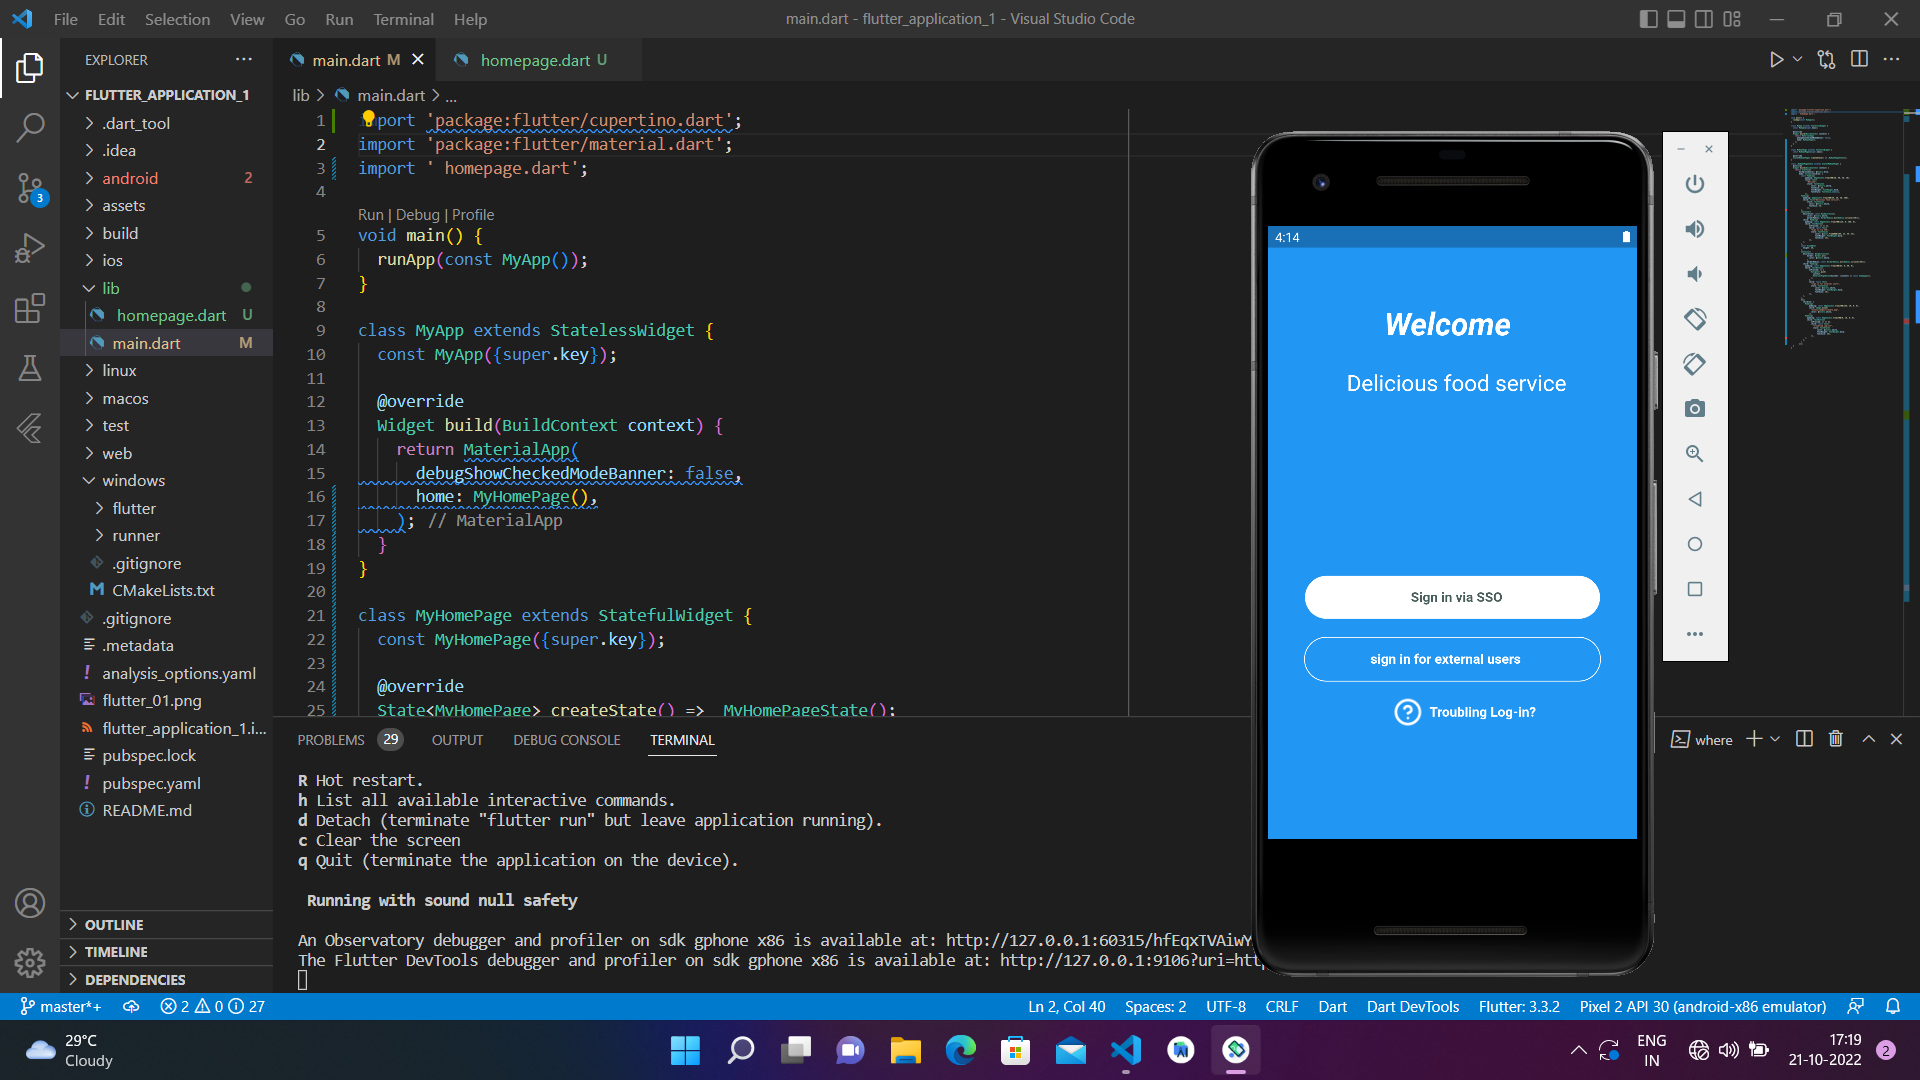 File Edit Selection View Go Run Terminal Help
main.dart - flutter_application_1 - Visual Studio Code
EXPLORER
FLUTTER_APPLICATION_1
.dart_tool
.idea
android 2
assets
build
ios
lib
homepage.dart U
main.dart M
linux
macos
test
web
windows
flutter
runner
.gitignore
CMakeLists.txt
.gitignore
.metadata
analysis_options.yaml
flutter_01.png
flutter_application_1.i...
pubspec.lock
pubspec.yaml
README.md
OUTLINE
TIMELINE
DEPENDENCIES
3
main.dart M
homepage.dart U
lib > main.dart > ...
1 import 'package:flutter/cupertino.dart';
2 import 'package:flutter/material.dart';
3 import ' homepage.dart';
4
Run | Debug | Profile
5 void main() {
6 runApp(const MyApp());
7 }
8
9 class MyApp extends StatelessWidget {
10 const MyApp({super.key});
11
12 @override
13 Widget build(BuildContext context) {
14 return MaterialApp(
15 debugShowCheckedModeBanner: false,
16 home: MyHomePage(),
17 ); // MaterialApp
18 }
19 }
20
21 class MyHomePage extends StatefulWidget {
22 const MyHomePage({super.key});
23
24 @override
25 State<MyHomePage> createState() => _MyHomePageState();
4:14
Welcome
Delicious food service
Sign in via SSO
sign in for external users
? Troubling Log-in?
PROBLEMS 29 OUTPUT DEBUG CONSOLE TERMINAL
where
R Hot restart.
h List all available interactive commands.
d Detach (terminate "flutter run" but leave application running).
c Clear the screen
q Quit (terminate the application on the device).
Running with sound null safety
An Observatory debugger and profiler on sdk gphone x86 is available at: http://127.0.0.1:60315/hfEqxTVAiwY
The Flutter DevTools debugger and profiler on sdk gphone x86 is available at: http://127.0.0.1:9106?uri=htt
master*+ 2 0 27
Ln 2, Col 40 Spaces: 2 UTF-8 CRLF Dart Dart DevTools Flutter: 3.3.2 Pixel 2 API 30 (android-x86 emulator)
29°C
Cloudy
ENG
IN
17:19
21-10-2022
2